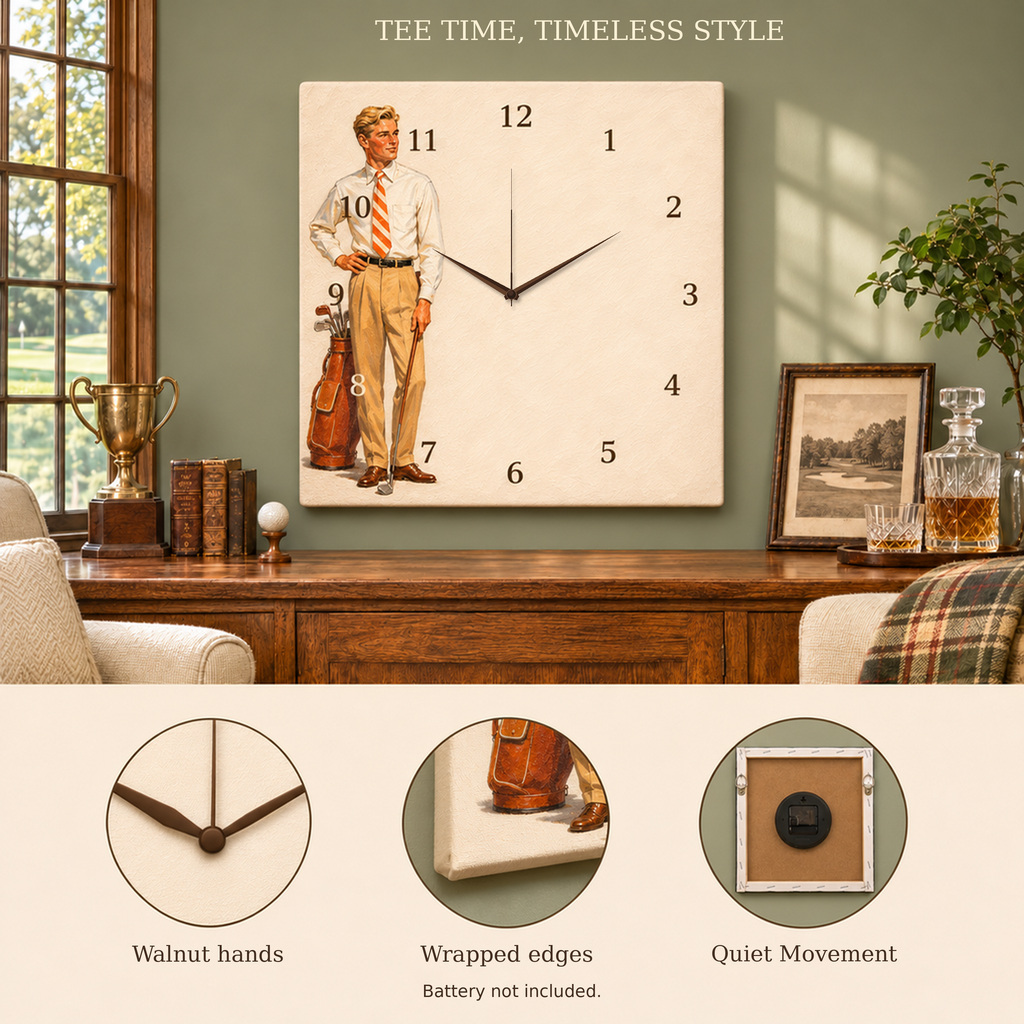 TEE TIME, TIMELESS STYLE
12
11 1
10 2
9 3
8 4
7 5
6
Walnut hands
Wrapped edges
Quiet Movement
Battery not included.